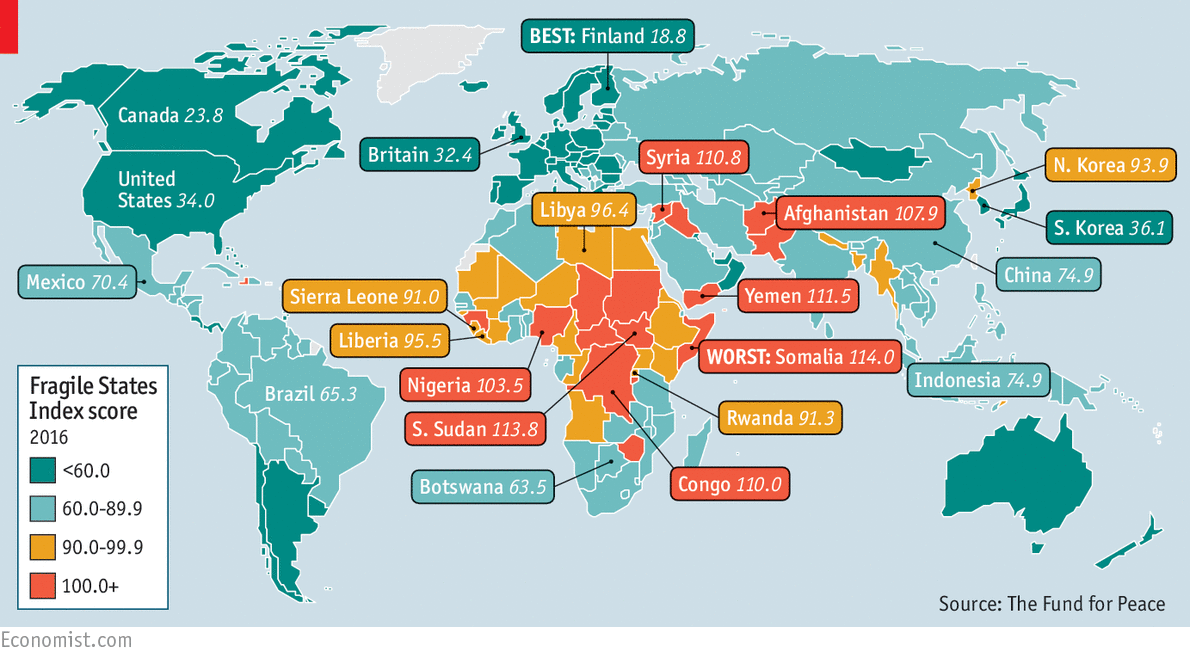 BEST: Finland 18.8
Canada 23.8
Britain 32.4
United
States 34.0
Syria 110.8
N. Korea 93.9
Libya 96.4
Afghanistan 107.9
S. Korea 36.1
Mexico 70.4
China 74.9
Sierra Leone 91.0
Yemen 111.5
Liberia 95.5
WORST: Somalia 114.0
Nigeria 103.5
Brazil 65.3
Indonesia 74.9
S. Sudan 113.8
Rwanda 91.3
Botswana 63.5
Congo 110.0
Fragile States
Index score
2016
<60.0
60.0-89.9
90.0-99.9
100.0+
Source: The Fund for Peace
Economist.com